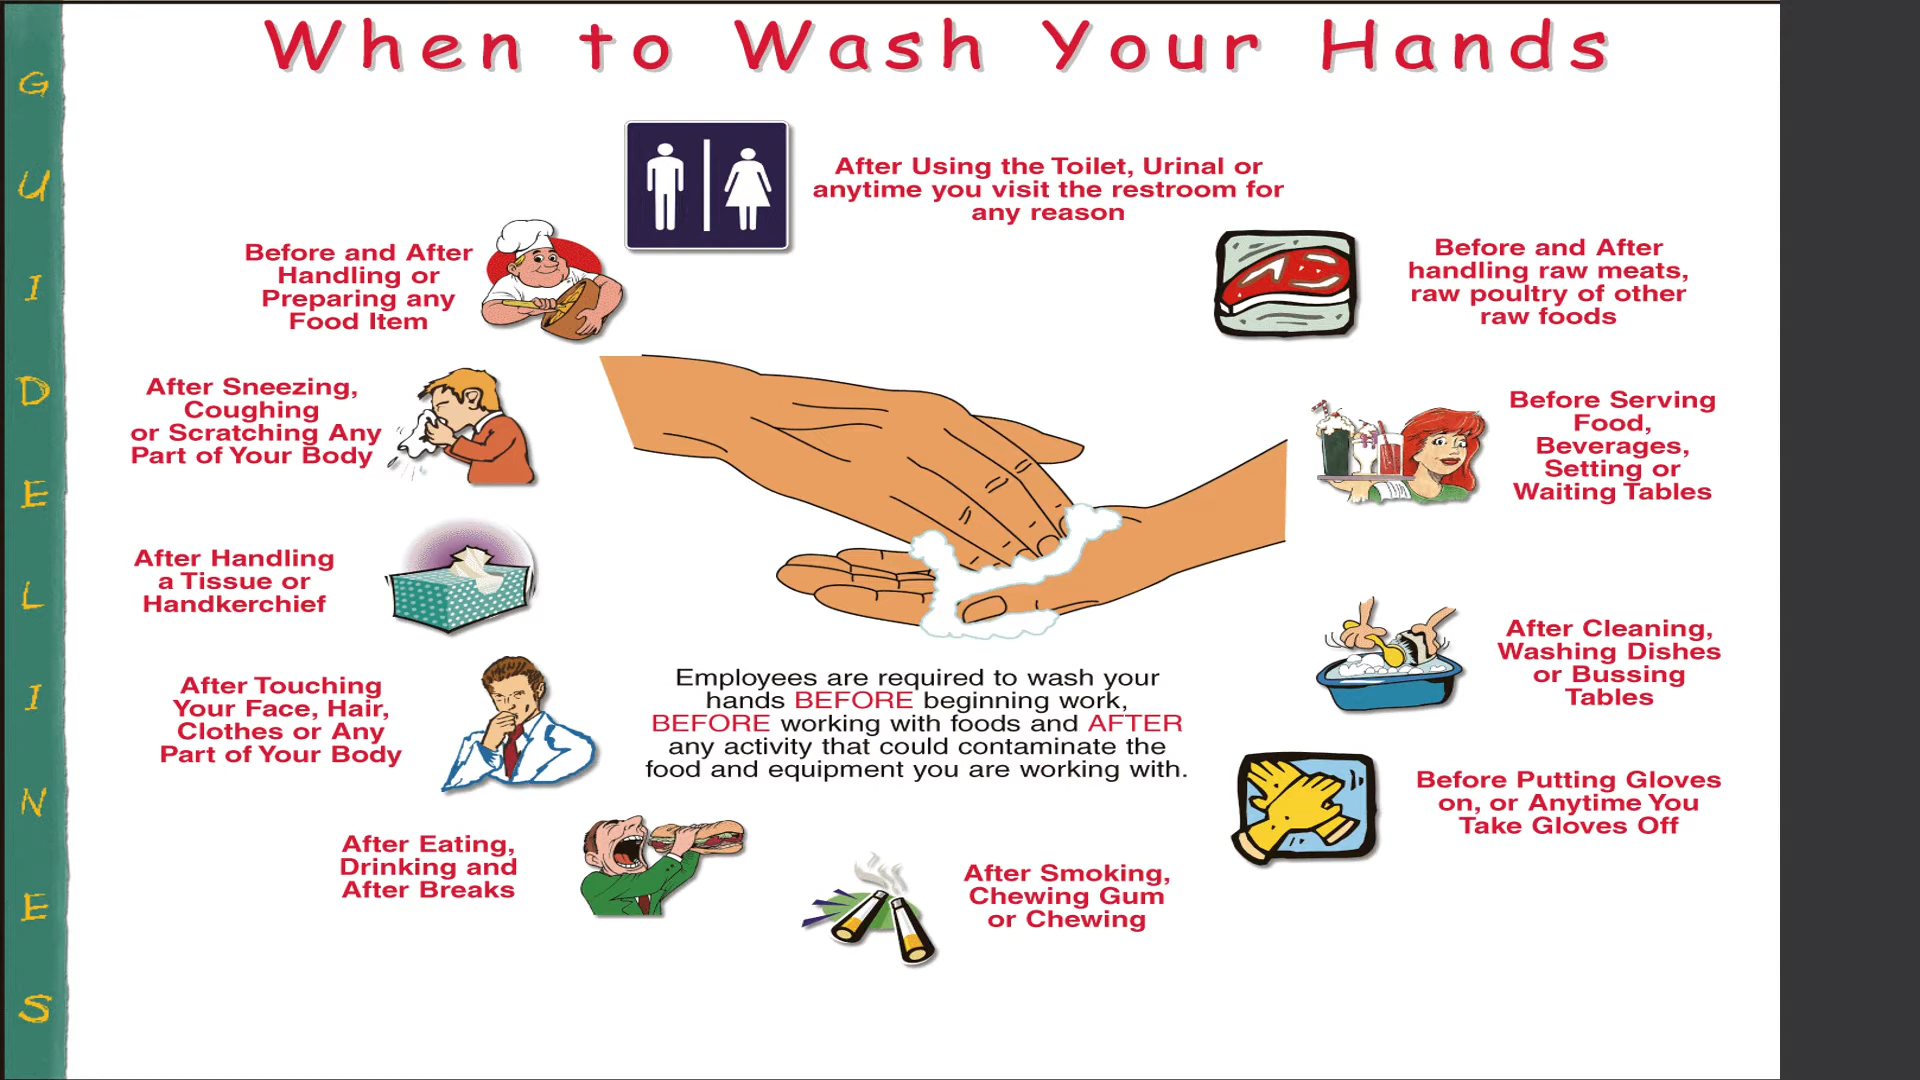 When to Wash Your Hands
GUIDELINES
After Using the Toilet, Urinal or
anytime you visit the restroom for
any reason
Before and After
handling raw meats,
raw poultry of other
raw foods
Before Serving
Food,
Beverages,
Setting or
Waiting Tables
After Cleaning,
Washing Dishes
or Bussing
Tables
Before Putting Gloves
on, or Anytime You
Take Gloves Off
After Smoking,
Chewing Gum
or Chewing
After Eating,
Drinking and
After Breaks
After Touching
Your Face, Hair,
Clothes or Any
Part of Your Body
After Handling
a Tissue or
Handkerchief
After Sneezing,
Coughing
or Scratching Any
Part of Your Body
Before and After
Handling or
Preparing any
Food Item
Employees are required to wash your
hands BEFORE beginning work,
BEFORE working with foods and AFTER
any activity that could contaminate the
food and equipment you are working with.